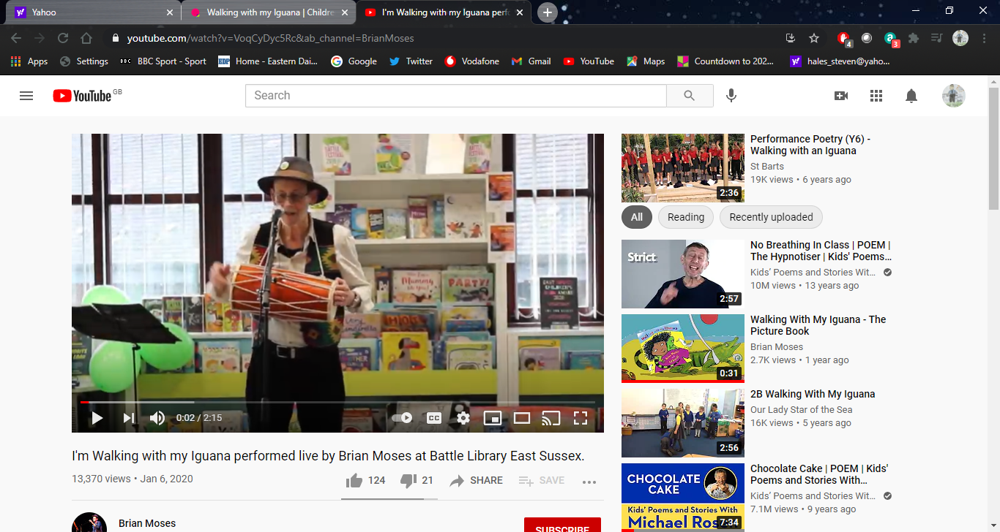 Yahoo
Walking with my Iguana | Childre
I'm Walking with my Iguana perf
youtube.com/watch?v=VoqCyDyc5Rc&ab_channel=BrianMoses
4
3
Apps
Settings
BBC
BBC Sport - Sport
EDP
Home - Eastern Dai...
Google
Twitter
Vodafone
Gmail
YouTube
Maps
Countdown to 202...
hales_steven@yaho...
YouTube GB
Search
PARTY!
0:02 / 2:15
CC
I'm Walking with my Iguana performed live by Brian Moses at Battle Library East Sussex.
13,370 views • Jan 6, 2020
124
21
SHARE
SAVE
Brian Moses
SUBSCRIBE
Performance Poetry (Y6) -
Walking with an Iguana
St Barts
19K views • 6 years ago
2:36
All
Reading
Recently uploaded
Strict
2:57
No Breathing In Class | POEM |
The Hypnotiser | Kids' Poems...
Kids' Poems and Stories Wit...
10M views • 13 years ago
0:31
Walking With My Iguana - The
Picture Book
Brian Moses
2.7K views • 1 year ago
2:56
2B Walking With My Iguana
Our Lady Star of the Sea
16K views • 5 years ago
CHOCOLATE
CAKE
Kids' Poems and Stories With
Michael Ros
7:34
Chocolate Cake | POEM | Kids'
Poems and Stories With...
Kids' Poems and Stories Wit...
7.1M views • 9 years ago